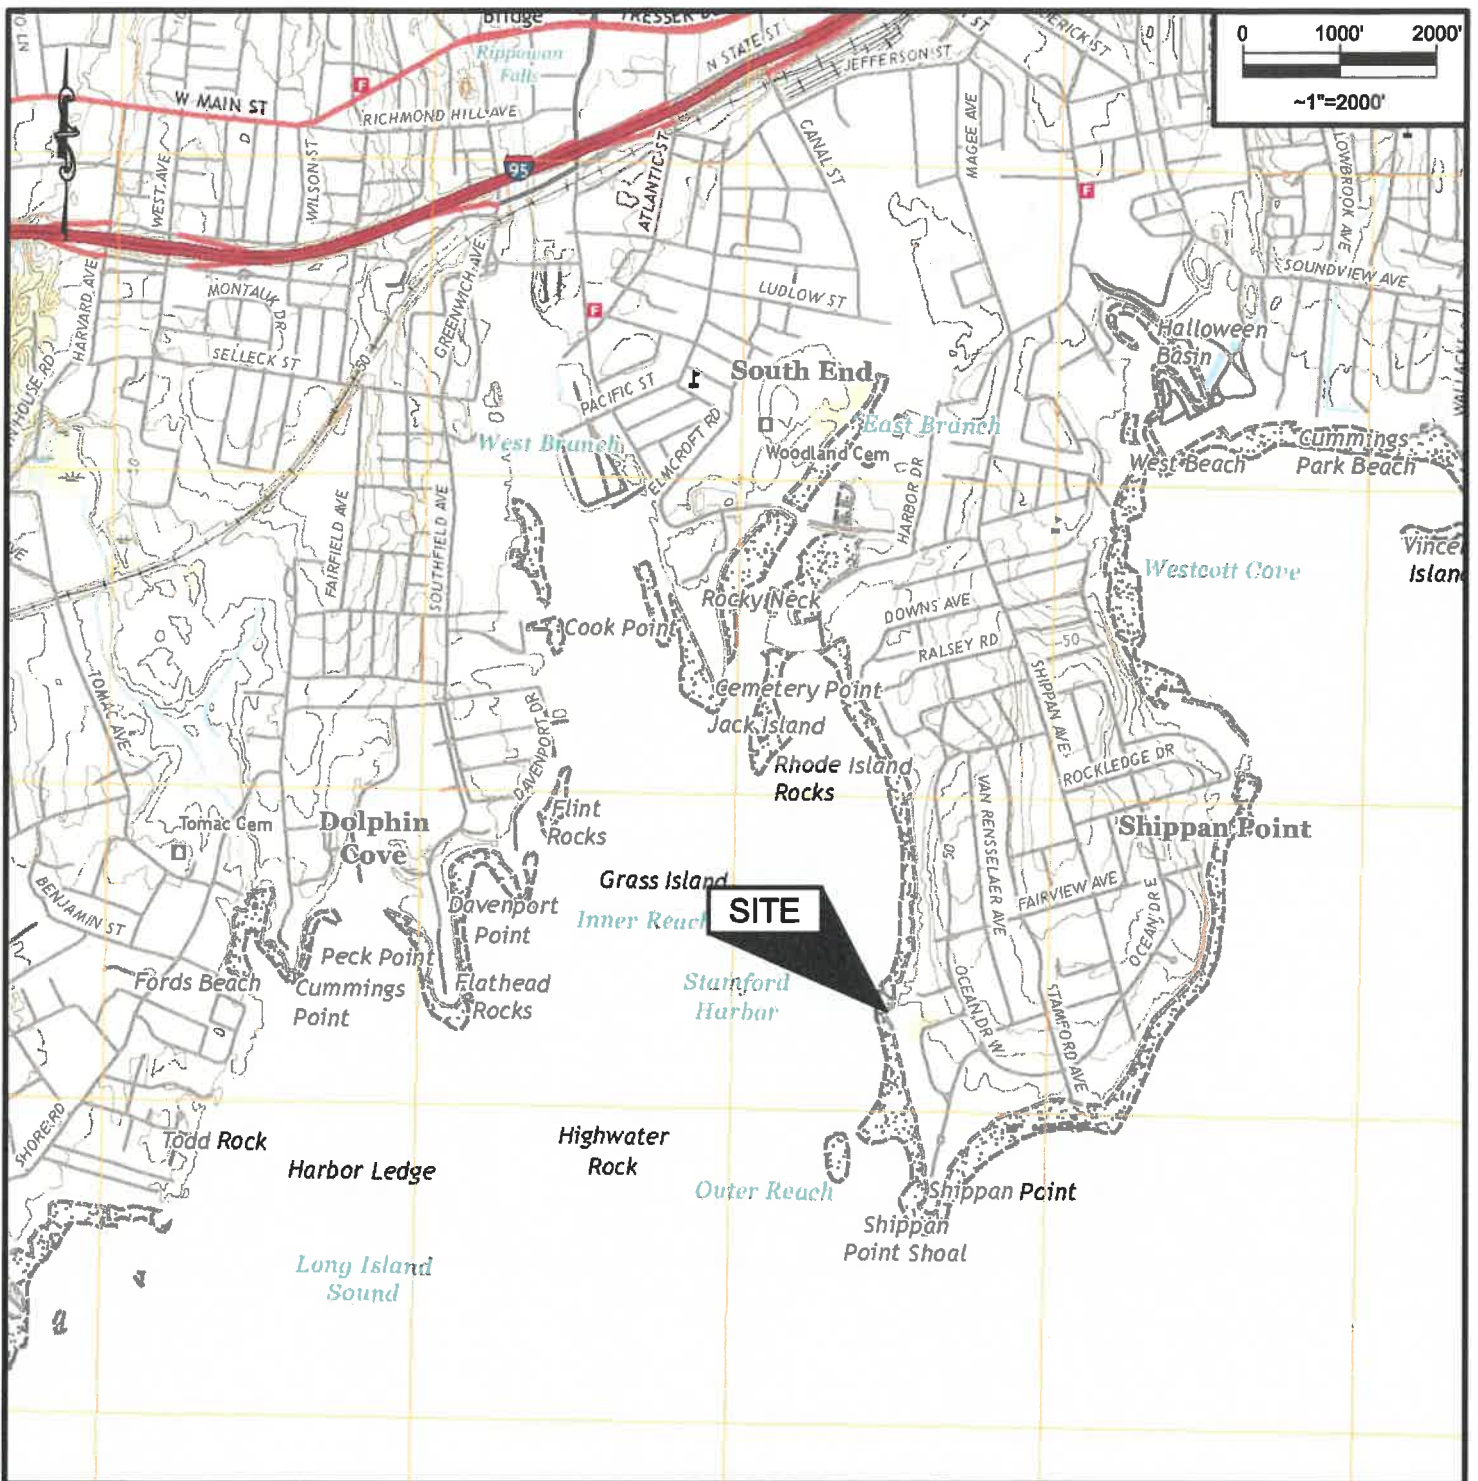 Bridge
TRESSER
0 1000' 2000'
~1"=2000'
N STATE ST
JEFFERSON ST
Rippowan
Falls
W MAIN ST
RICHMOND HILL AVE
95
F
F
F
WEST AVE
WILSON ST
ATLANTIC ST
CANAL ST
MAGEE AVE
SOUNDVIEW AVE
HARVARD AVE
MONTAUK DR
GREENWICH AVE
LUDLOW ST
SELLECK ST
50
PACIFIC ST
South End
Halloween
Basin
ELMCROFT RD
West Branch
East Branch
Woodland Cem
HARBOR DR
West Beach
Cummings
Park Beach
FAIRFIELD AVE
SOUTHFIELD AVE
Westcott Cove
Cook Point
Rocky Neck
DOWNS AVE
RALSEY RD
50
SHIPPAN AVE
TOMAC AVE
DAVENPORT DR
Cemetery Point
Jack Island
Rhode Island
Rocks
ROCKLEDGE DR
VAN RENSSELAER AVE
Tomac Cem
Dolphin
Cove
Flint
Rocks
Shippan Point
50
Grass Island
FAIRVIEW AVE
BENJAMIN ST
Davenport
Point
Inner Reach
SITE
OCEAN DR E
Peck Point
Fords Beach
Cummings
Point
Flathead
Rocks
Stamford
Harbor
OCEAN DR W
STAMFORD AVE
SHORE RD
Todd Rock
Harbor Ledge
Highwater
Rock
Outer Reach
Shippan Point
Shippan
Point Shoal
Long Island
Sound